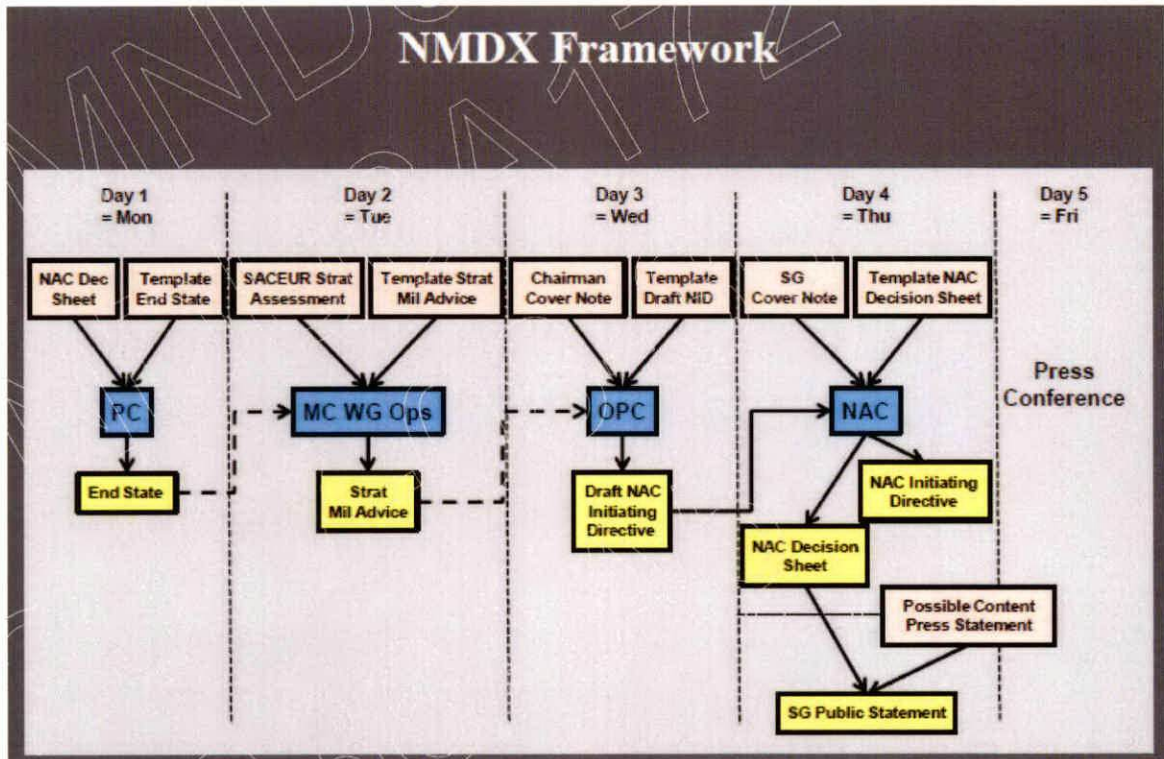 NMDX Framework
Day 1
= Mon
Day 2
= Tue
Day 3
= Wed
Day 4
= Thu
Day 5
= Fri
NAC Dec
Sheet
Template
End State
SACEUR Strat
Assessment
Template Strat
Mil Advice
Chairman
Cover Note
Template
Draft NID
SG
Cover Note
Template NAC
Decision Sheet
PC
MC WG Ops
OPC
NAC
Press
Conference
End State
Strat
Mil Advice
Draft NAC
Initiating
Directive
NAC Initiating
Directive
NAC Decision
Sheet
Possible Content
Press Statement
SG Public Statement